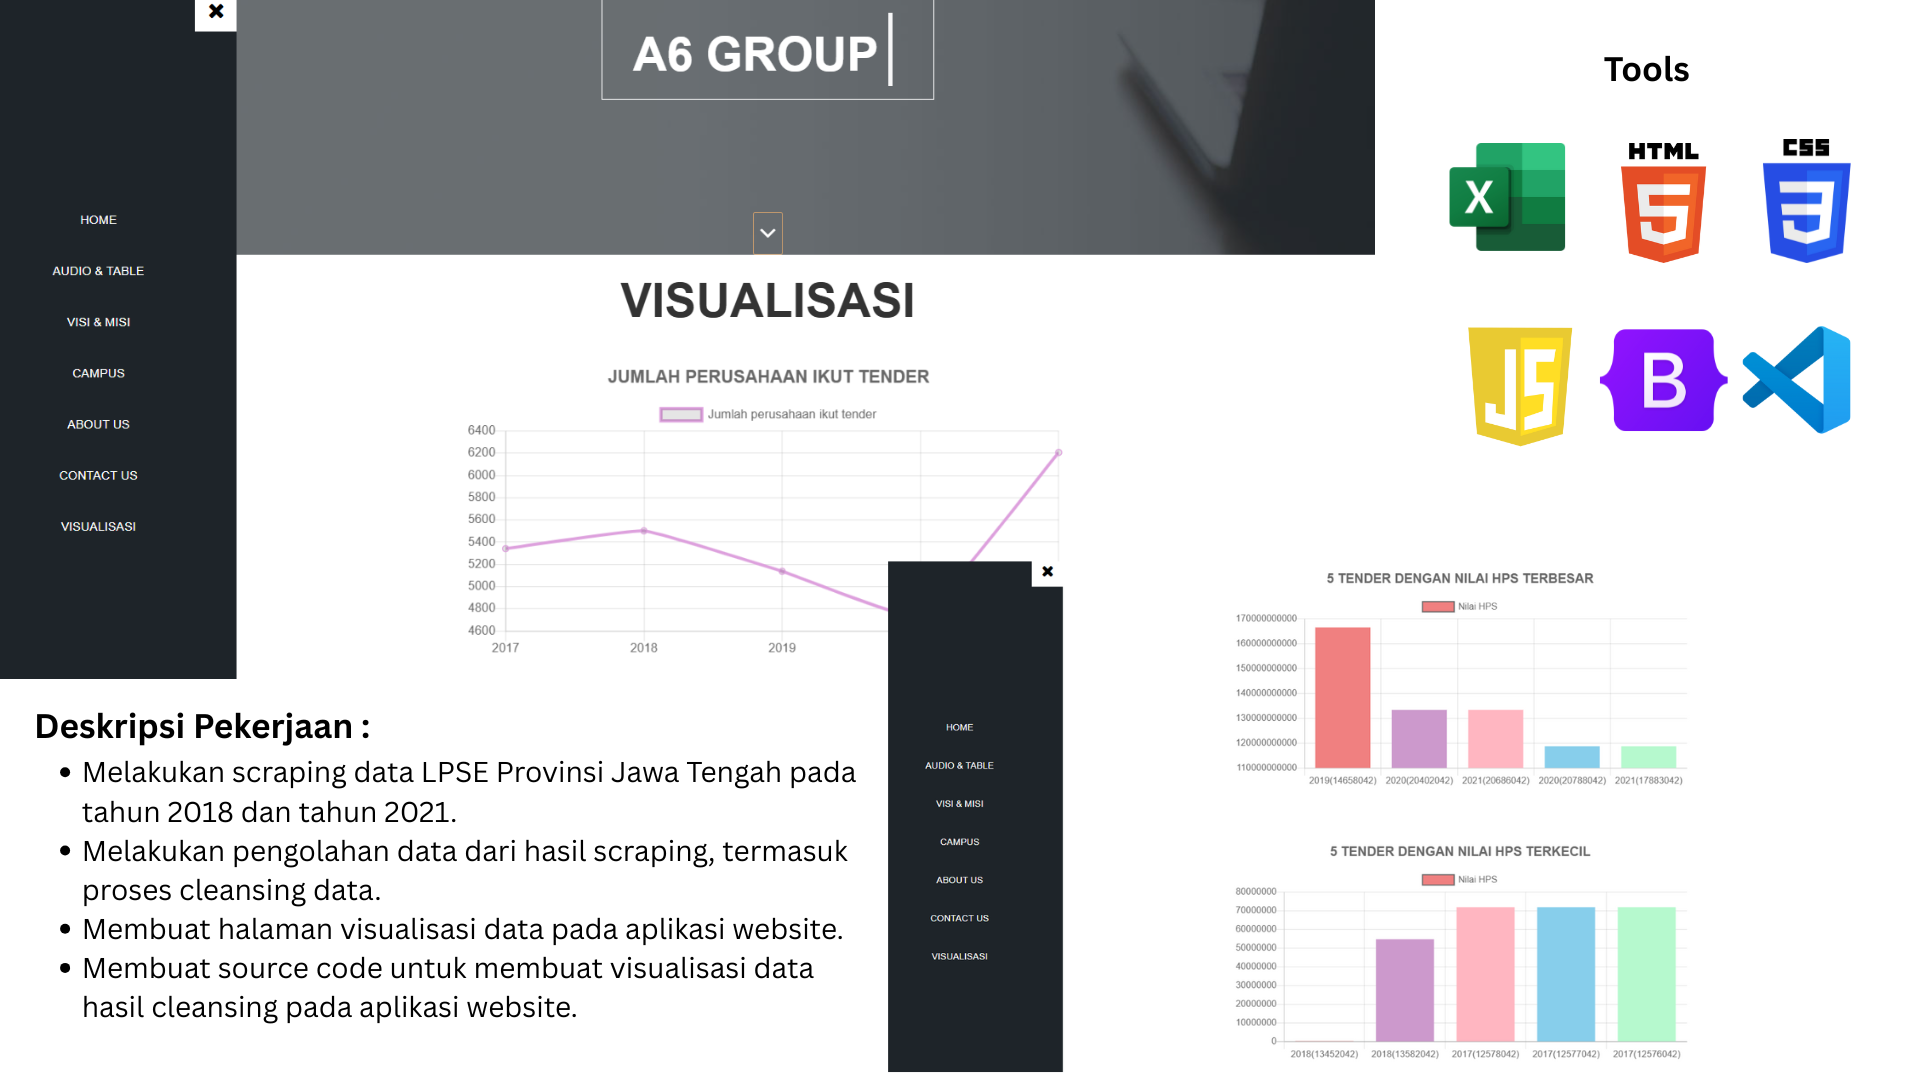 A6 GROUP
HOME
AUDIO & TABLE
VISI & MISI
CAMPUS
ABOUT US
CONTACT US
VISUALISASI
VISUALISASI
JUMLAH PERUSAHAAN IKUT TENDER
Jumlah perusahaan ikut tender
6400
6200
6000
5800
5600
5400
5200
5000
4800
4600
2017 2018 2019
Tools
X
HTML
5
CSS
3
JS
B
Deskripsi Pekerjaan :
• Melakukan scraping data LPSE Provinsi Jawa Tengah pada
tahun 2018 dan tahun 2021.
• Melakukan pengolahan data dari hasil scraping, termasuk
proses cleansing data.
• Membuat halaman visualisasi data pada aplikasi website.
• Membuat source code untuk membuat visualisasi data
hasil cleansing pada aplikasi website.
HOME
AUDIO & TABLE
VISI & MISI
CAMPUS
ABOUT US
CONTACT US
VISUALISASI
5 TENDER DENGAN NILAI HPS TERBESAR
Nilai HPS
170000000000
160000000000
150000000000
140000000000
130000000000
120000000000
110000000000
2019(14658042) 2020(20402042) 2021(20686042) 2020(20788042) 2021(17883042)
5 TENDER DENGAN NILAI HPS TERKECIL
Nilai HPS
80000000
70000000
60000000
50000000
40000000
30000000
20000000
10000000
0
2018(13452042) 2018(13582042) 2017(12578042) 2017(12577042) 2017(12576042)